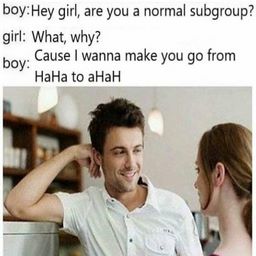 boy: Hey girl, are you a normal subgroup?
girl: What, why?
boy: Cause I wanna make you go from
HaHa to aHaH